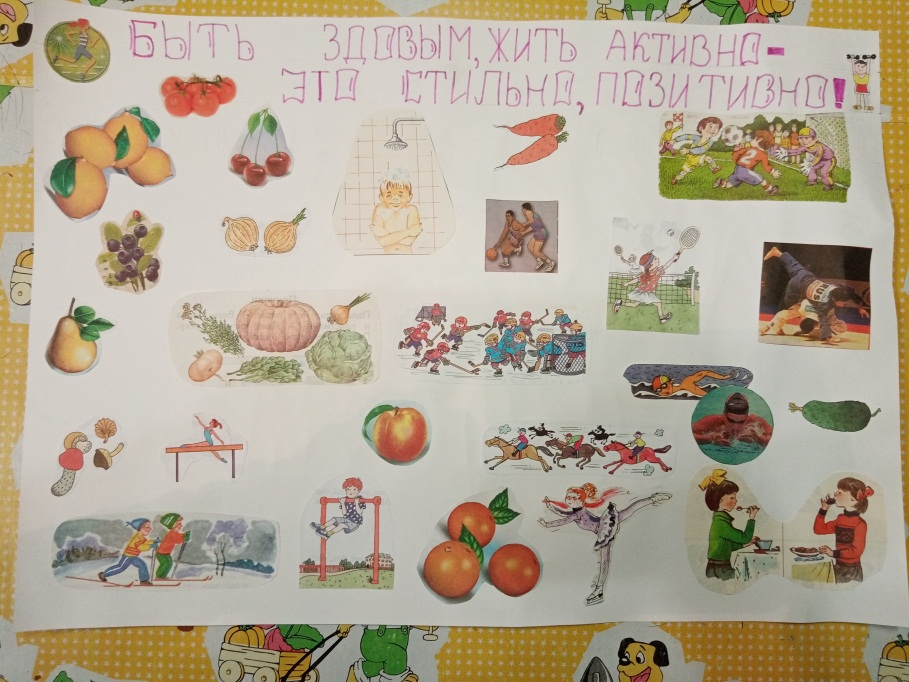 БЫТЬ ЗДОВЫМ, ЖИТЬ АКТИВНО-
ЭТО СТИЛЬНО, ПОЗИТИВНО!